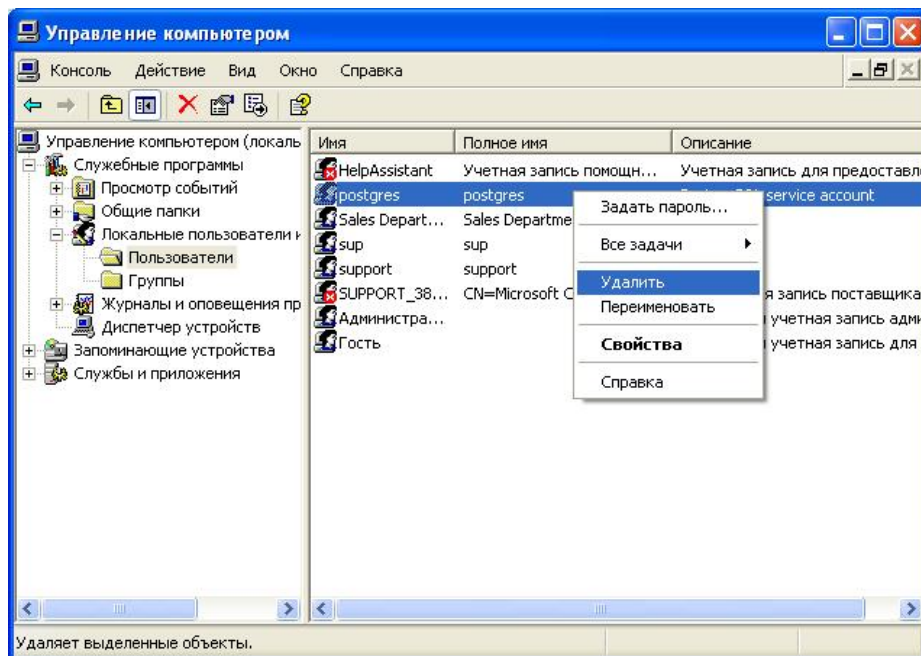 Управление компьютером
Консоль Действие Вид Окно Справка
Управление компьютером (локаль
Служебные программы
Просмотр событий
Общие папки
Локальные пользователи и
Пользователи
Группы
Журналы и оповещения пр
Диспетчер устройств
Запоминающие устройства
Службы и приложения
Имя Полное имя Описание
HelpAssistant Учетная запись помощн... Учетная запись для предоставл
postgres postgres service account
Sales Depart... Sales Departme
sup sup
support support
SUPPORT_38... CN=Microsoft C я запись поставщика
Администра... учетная запись адми
Гость учетная запись для
Задать пароль...
Все задачи
Удалить
Переименовать
Свойства
Справка
Удаляет выделенные объекты.